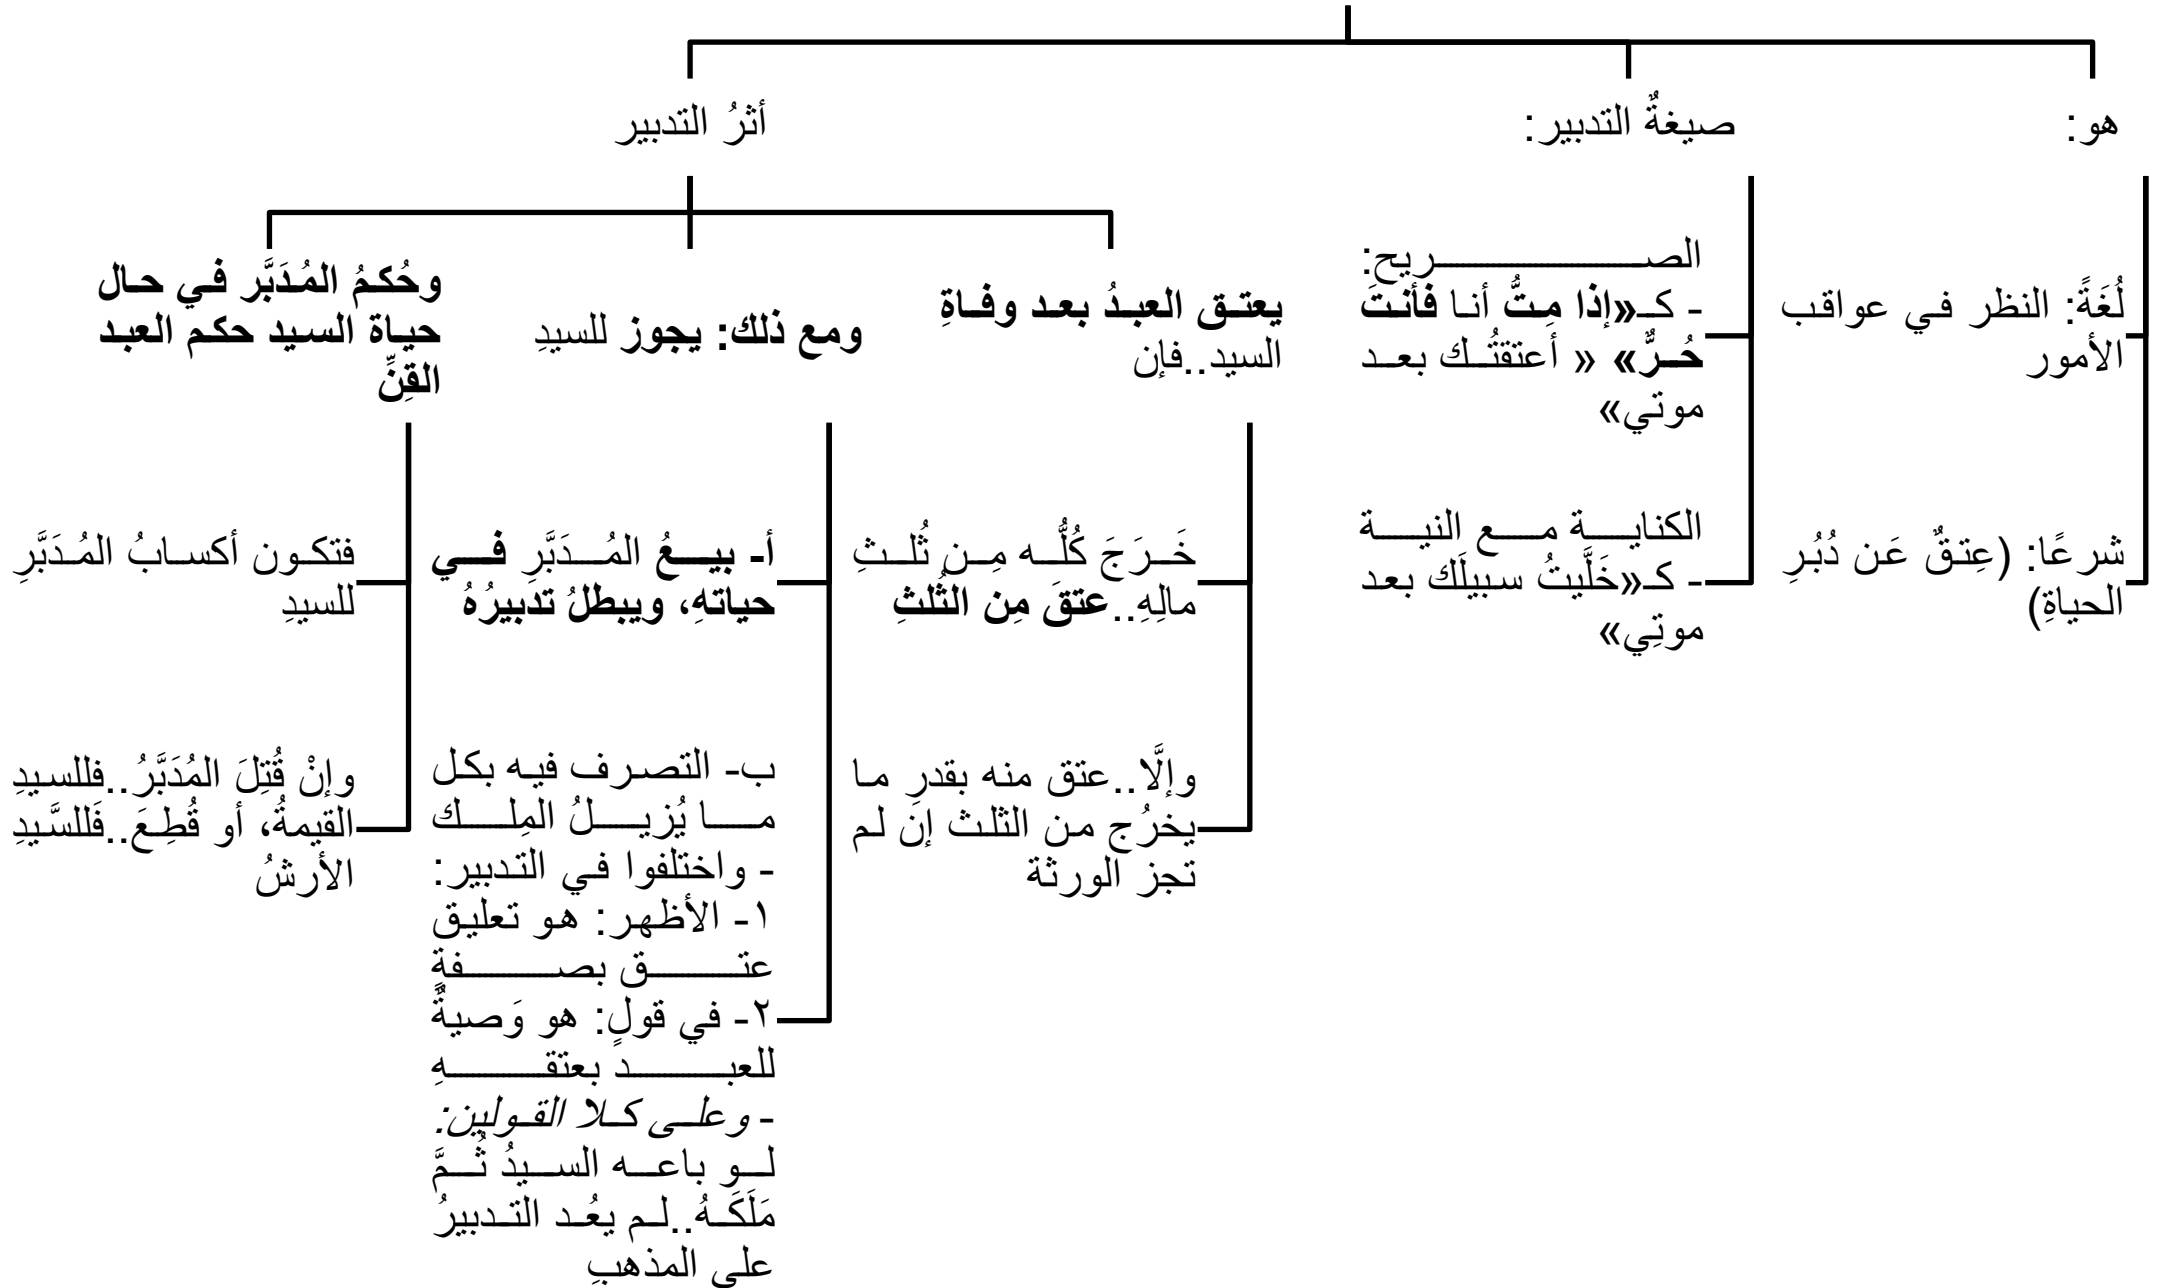 هو:
لُغَةً: النظر في عواقب
الأمور
شرعًا: (عِتقٌ عَن دُبُرِ
الحياةِ)
صيغةٌ التدبير:
الصريح:
- كـ«إذا مِتُّ أنا فأنتَ
حُرٌّ» « أعتقتُك بعد
موتي»
الكناية مع النية
- كـ«خَلَّيتُ سبيلَك بعد
موتِي»
أثرُ التدبير
يعتق العبدُ بعد وفاةِ
السيد..فإن
خَرَجَ كُلُّه مِن ثُلثِ
مالِهِ..عتقَ مِن الثُلثِ
وإلَّا..عتق منه بقدرِ ما
يخرُج من الثلث إن لم
تجز الورثة
ومع ذلك: يجوز للسيدِ
أ- بيعُ المُدَبَّرِ في
حياتهِ، ويبطلُ تدبيرُهُ
ب- التصرف فيه بكل
ما يُزيلُ المِلك
- واختلفوا في التدبير:
١- الأظهر: هو تعليق
عتق بصفةٍ
٢- في قولٍ: هو وَصيةٌ
للعبد بعتقهِ
- وعلى كلا القولين:
لو باعه السيدُ ثُمَّ
مَلَكَهُ..لم يعُد التدبيرُ
على المذهبِ
وحُكمُ المُدَبَّر في حال
حياة السيد حكم العبد
القِنِّ
فتكون أكسابُ المُدَبَّرِ
للسيدِ
وإنْ قُتِلَ المُدَبَّرُ..فللسيدِ
القيمةُ، أو قُطِعَ..فَللسَّيدِ
الأرشُ